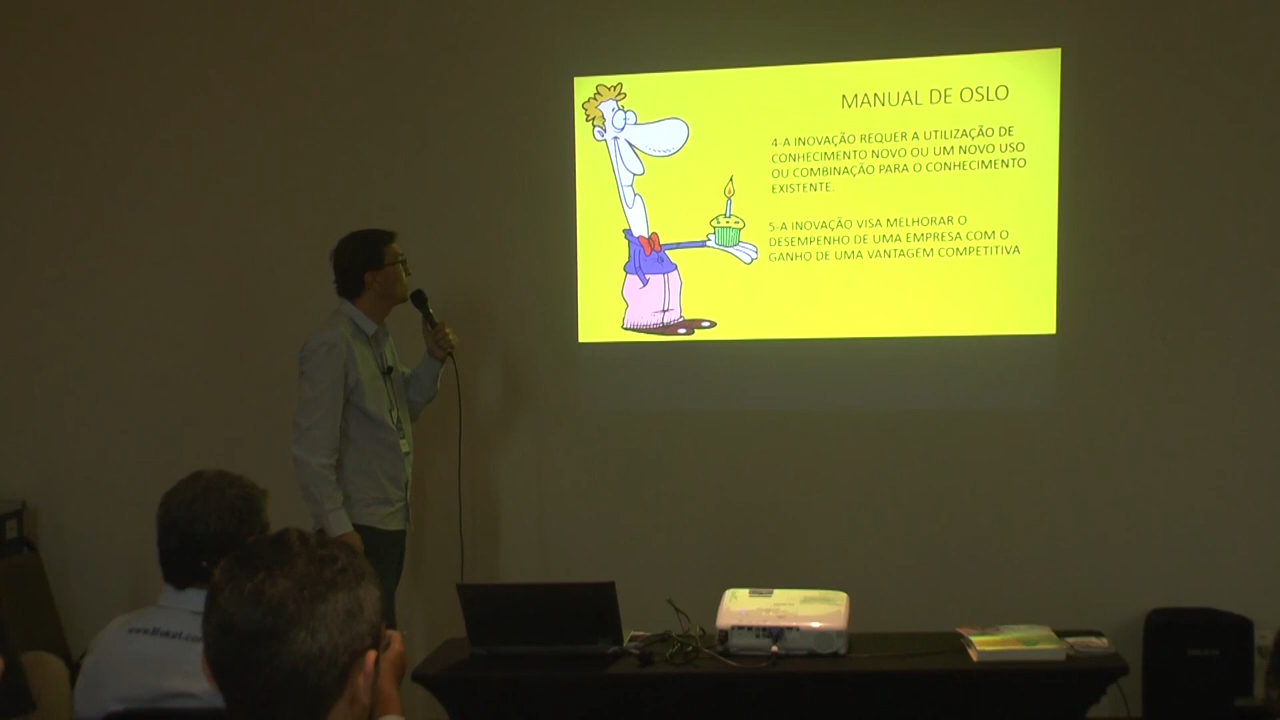 MANUAL DE OSLO
4-A INOVAÇÃO REQUER A UTILIZAÇÃO DE
CONHECIMENTO NOVO OU UM NOVO USO
OU COMBINAÇÃO PARA O CONHECIMENTO
EXISTENTE.
5-A INOVAÇÃO VISA MELHORAR O
DESEMPENHO DE UMA EMPRESA COM O
GANHO DE UMA VANTAGEM COMPETITIVA